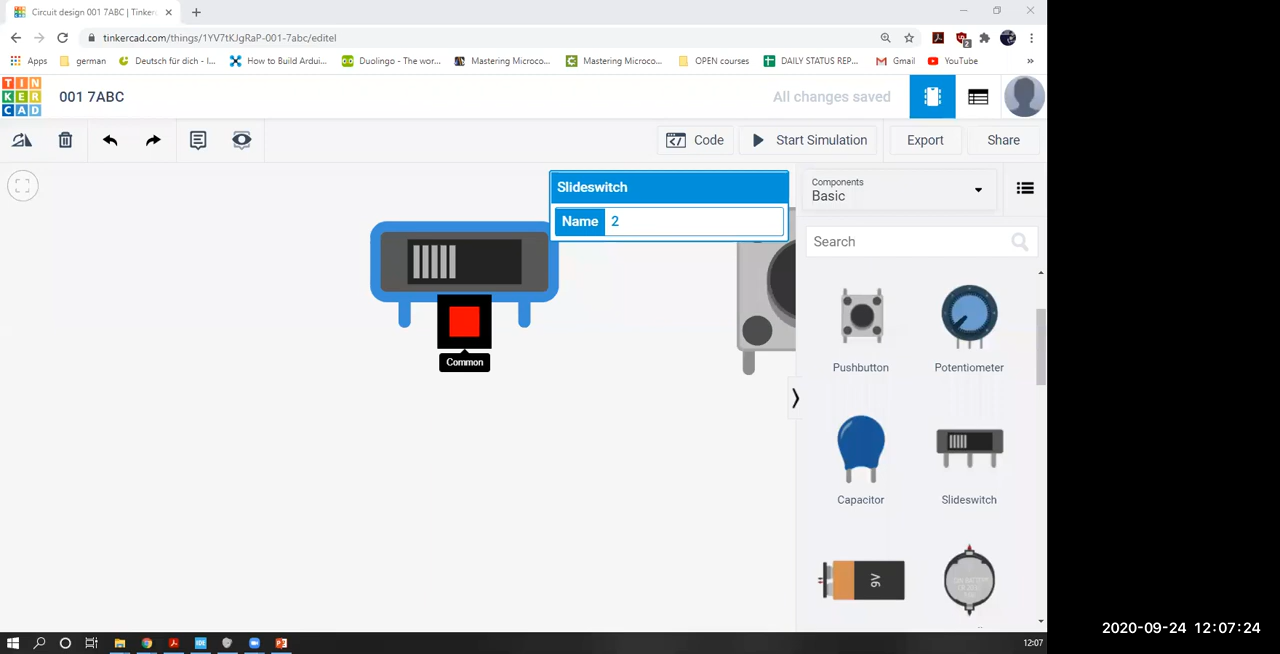 Circuit design 001 7ABC | Tinker
tinkercad.com/things/1YV7tKJgRaP-001-7abc/editel
Apps german Deutsch für dich - I... How to Build Ardui... Duolingo - The wor... Mastering Microco... Mastering Microco... OPEN courses DAILY STATUS REP... Gmail YouTube »
TIN
KER
CAD
001 7ABC
All changes saved
Code Start Simulation Export Share
Slideswitch
Name 2
Components
Basic
Search
Common
Pushbutton Potentiometer
Capacitor Slideswitch
9V
12:07
2020-09-24 12:07:24